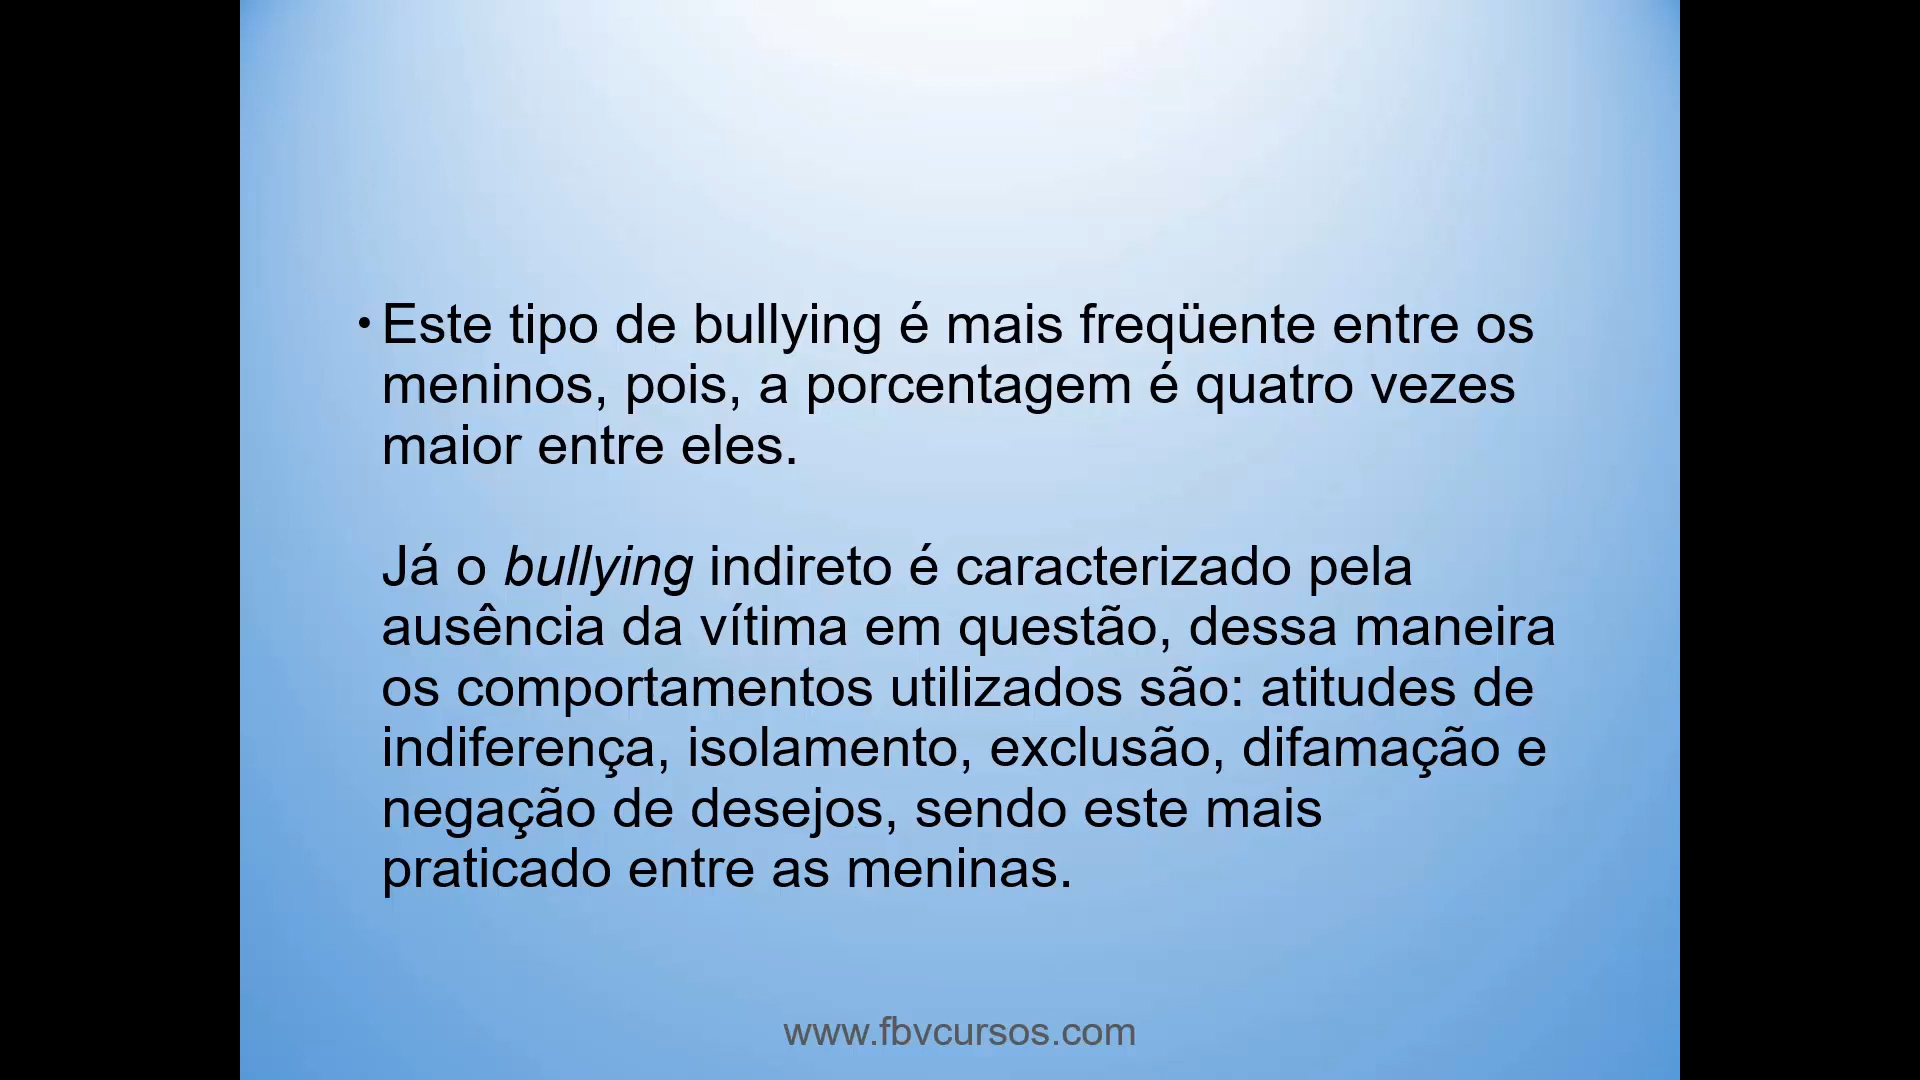 • Este tipo de bullying é mais freqüente entre os
meninos, pois, a porcentagem é quatro vezes
maior entre eles.
Já o bullying indireto é caracterizado pela
ausência da vítima em questão, dessa maneira
os comportamentos utilizados são: atitudes de
indiferença, isolamento, exclusão, difamação e
negação de desejos, sendo este mais
praticado entre as meninas.
www.fbvcursos.com